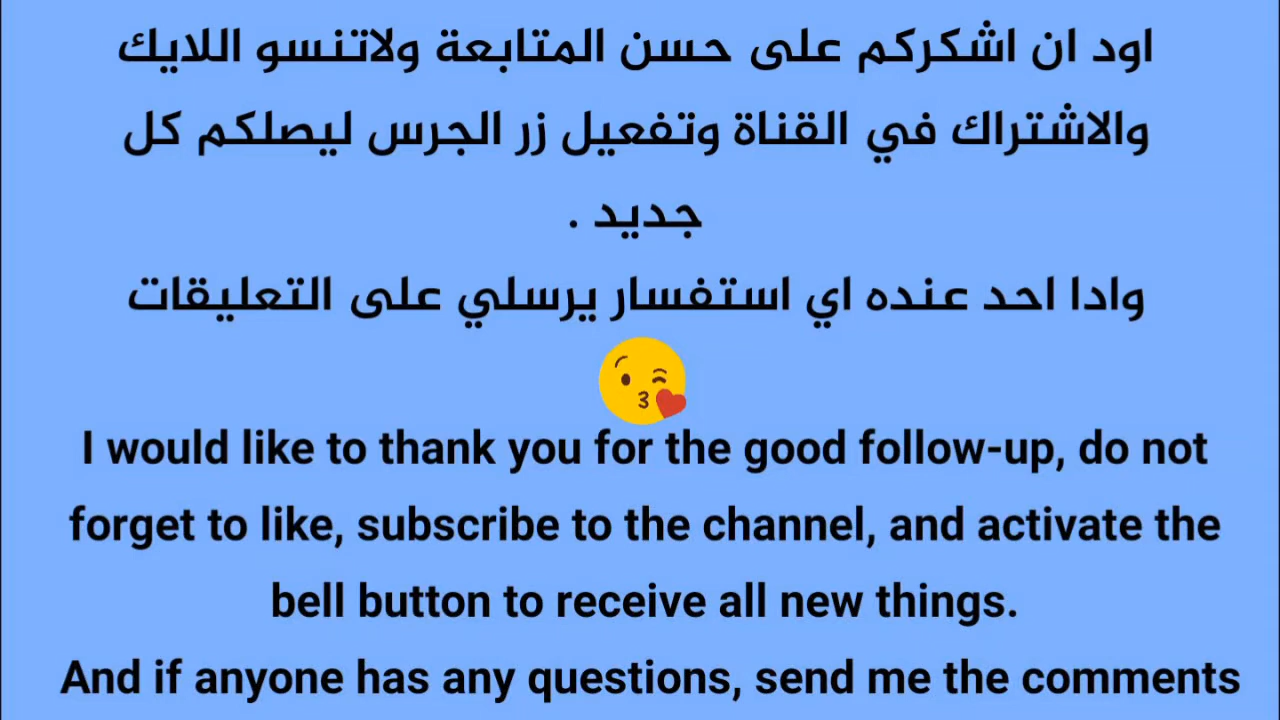 اود ان اشكركم على حسن المتابعة ولاتنسو اللايك
والاشتراك في القناة وتفعيل زر الجرس ليصلكم كل
جديد .
وادا احد عنده اي استفسار يرسلي على التعليقات
😘
I would like to thank you for the good follow-up, do not
forget to like, subscribe to the channel, and activate the
bell button to receive all new things.
And if anyone has any questions, send me the comments